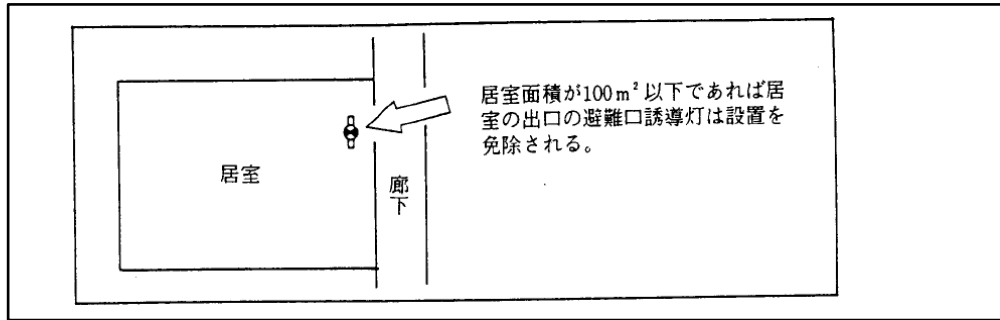 居室面積が100m²以下であれば居
室の出口の避難口誘導灯は設置を
免除される。
居室
廊下